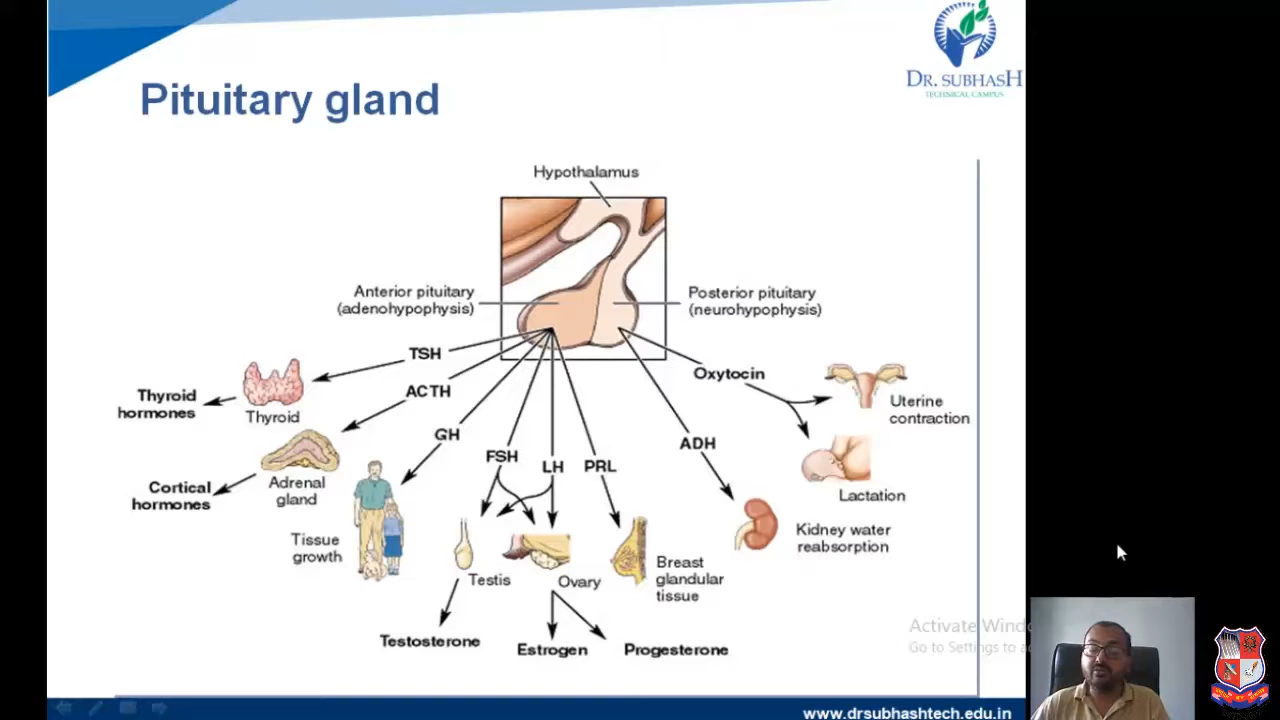 DR. SUBHASH
TECHNICAL CAMPUS
Pituitary gland
Hypothalamus
Anterior pituitary
(adenohypophysis)
Posterior pituitary
(neurohypophysis)
TSH
ACTH
GH
FSH
LH
PRL
ADH
Oxytocin
Thyroid
hormones
Thyroid
Adrenal
gland
Cortical
hormones
Tissue
growth
Testis
Ovary
Breast
glandular
tissue
Kidney water
reabsorption
Uterine
contraction
Lactation
Testosterone
Estrogen
Progesterone
Activate Windo
Go to Settings to a
www.drsubhashtech.edu.in